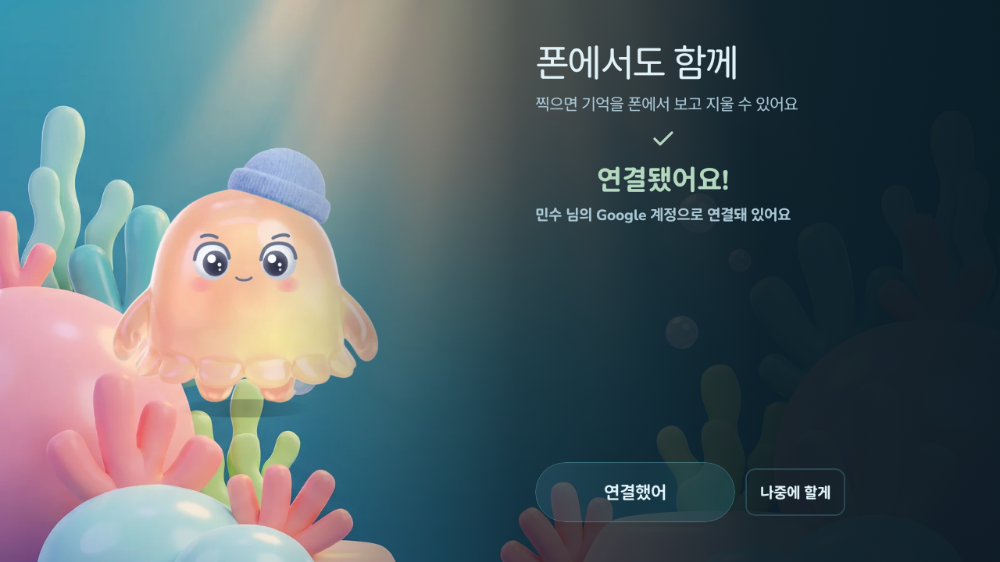 폰에서도 함께
찍으면 기억을 폰에서 보고 지울 수 있어요
연결됐어요!
민수 님의 Google 계정으로 연결돼 있어요
연결했어
나중에 할게